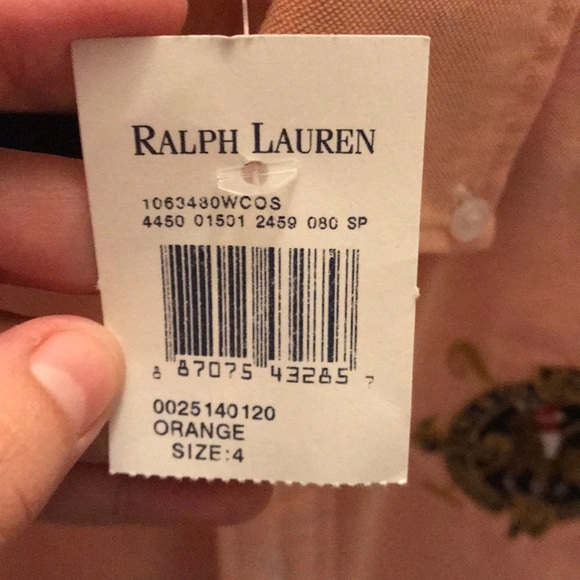 RALPH LAUREN
1063480WCOS
4450 01501 2459 080 SP
8 87075 43285 7
0025140120
ORANGE
SIZE:4